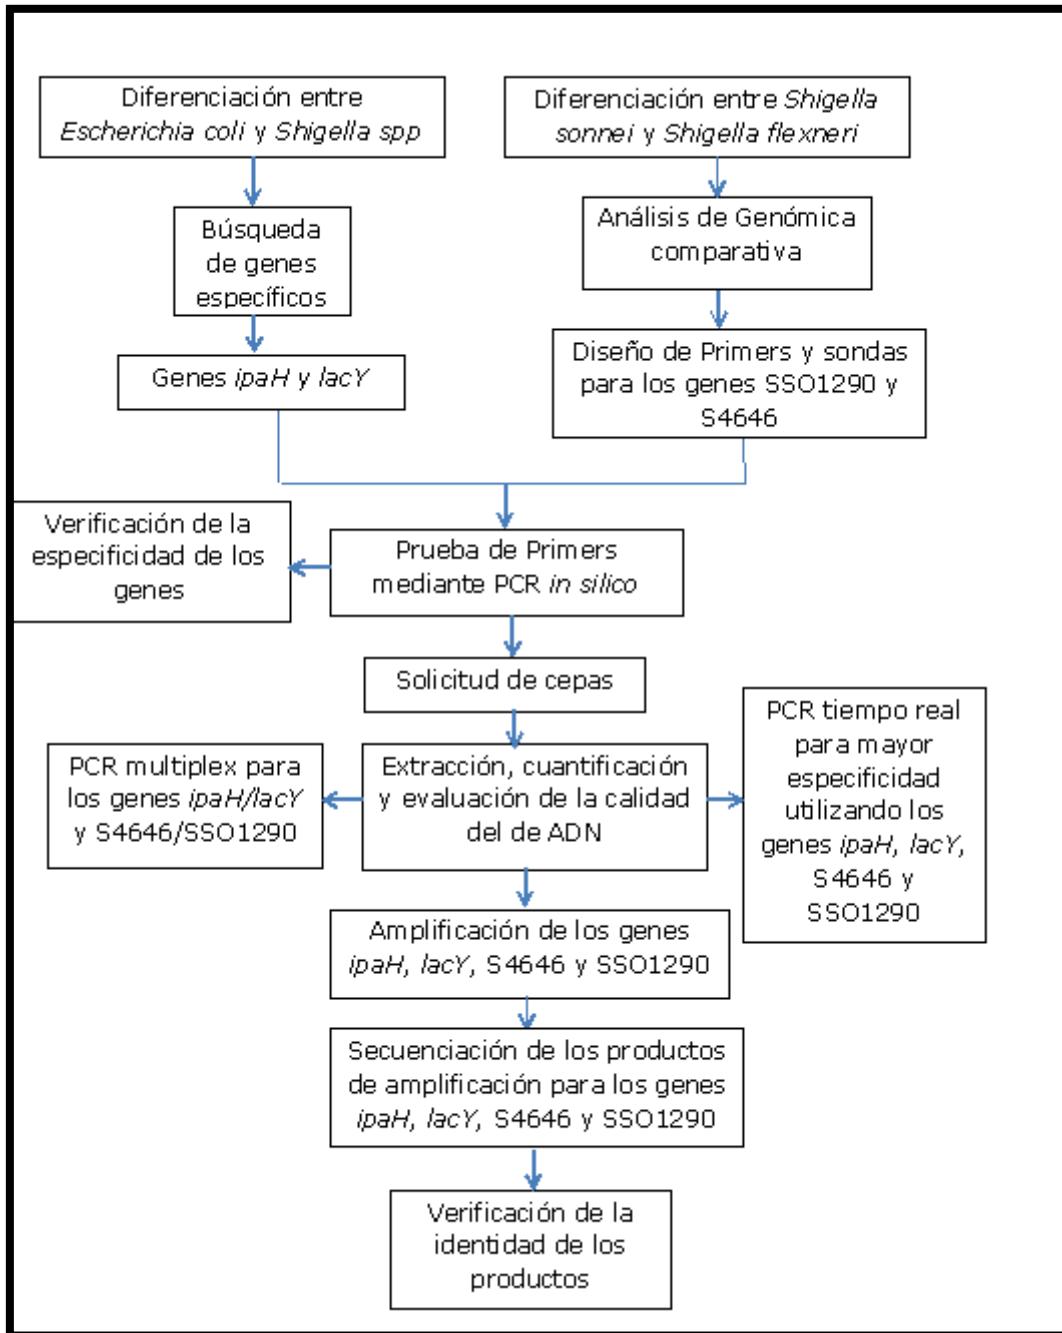 Diferenciación entre
Escherichia coli y Shigella spp
Diferenciación entre Shigella
sonnei y Shigella flexneri
Búsqueda
de genes
específicos
Análisis de Genómica
comparativa
Genes ipaH y lacY
Diseño de Primers y sondas
para los genes SSO1290 y
S4646
Verificación de la
especificidad de los
genes
Prueba de Primers
mediante PCR in silico
Solicitud de cepas
PCR multiplex para
los genes ipaH/lacY
y S4646/SSO1290
Extracción, cuantificación
y evaluación de la calidad
del de ADN
PCR tiempo real
para mayor
especificidad
utilizando los
genes ipaH, lacY,
S4646 y
SSO1290
Amplificación de los genes
ipaH, lacY, S4646 y SSO1290
Secuenciación de los productos
de amplificación para los genes
ipaH, lacY, S4646 y SSO1290
Verificación de la
identidad de los
productos